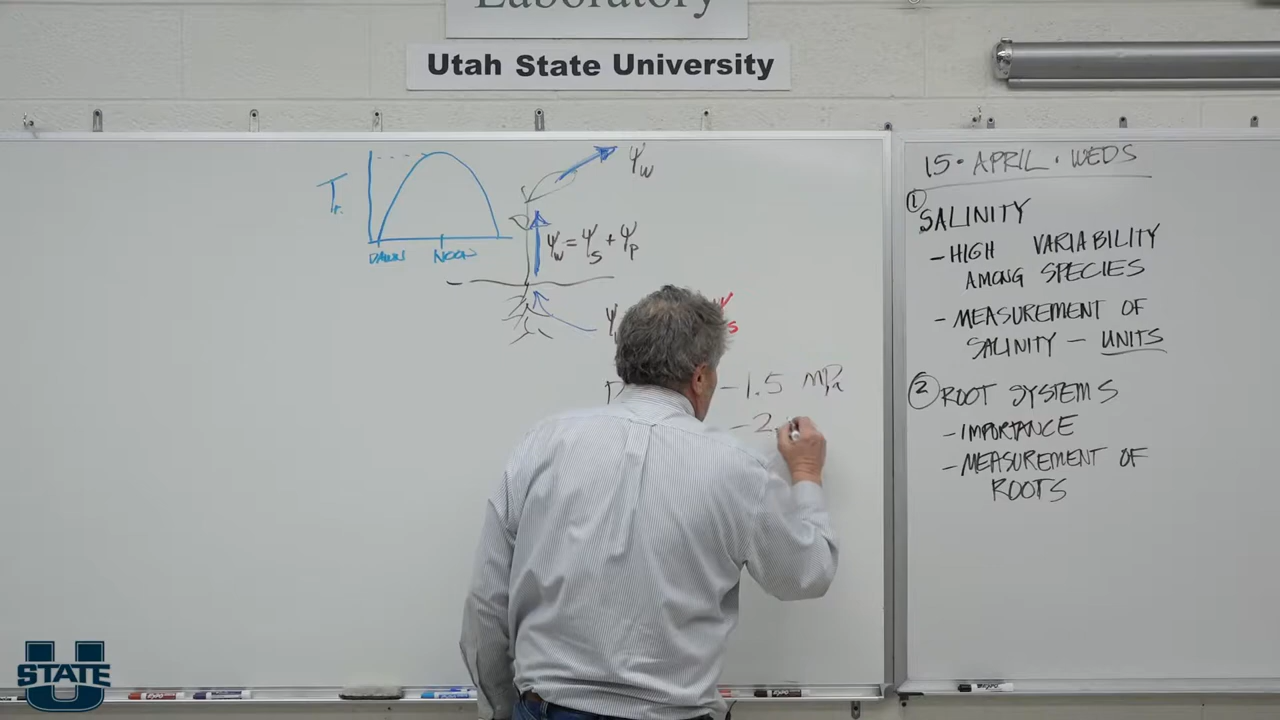 Laboratory
Utah State University
Tr.
DAWN
NOON
Ψw
Ψw = Ψs + Ψp
Ψ
s
P
-1.5 MPa
-2.
15 • APRIL • WEDS
① SALINITY
- HIGH VARIABILITY
AMONG SPECIES
- MEASUREMENT OF
SALINITY - UNITS
② ROOT SYSTEMS
- IMPORTANCE
- MEASUREMENT OF
ROOTS
U
STATE
EXPO